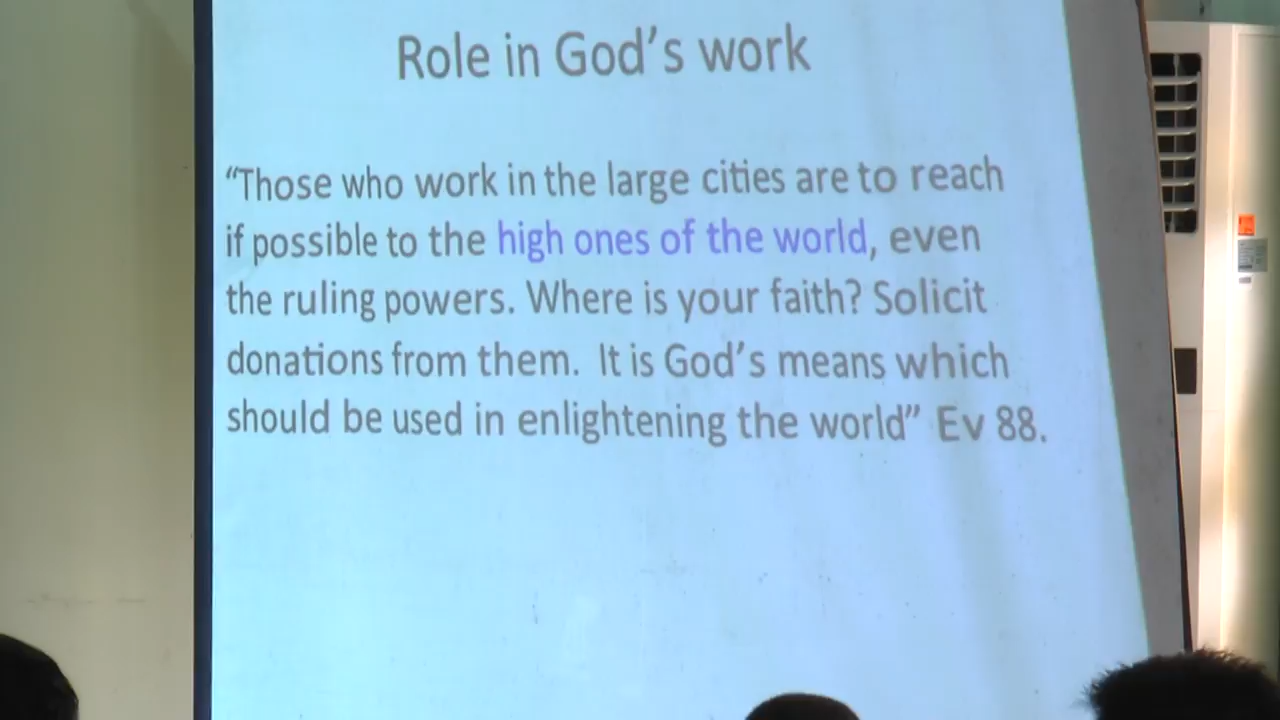 Role in God's work
“Those who work in the large cities are to reach
if possible to the high ones of the world, even
the ruling powers. Where is your faith? Solicit
donations from them. It is God's means which
should be used in enlightening the world” Ev 88.